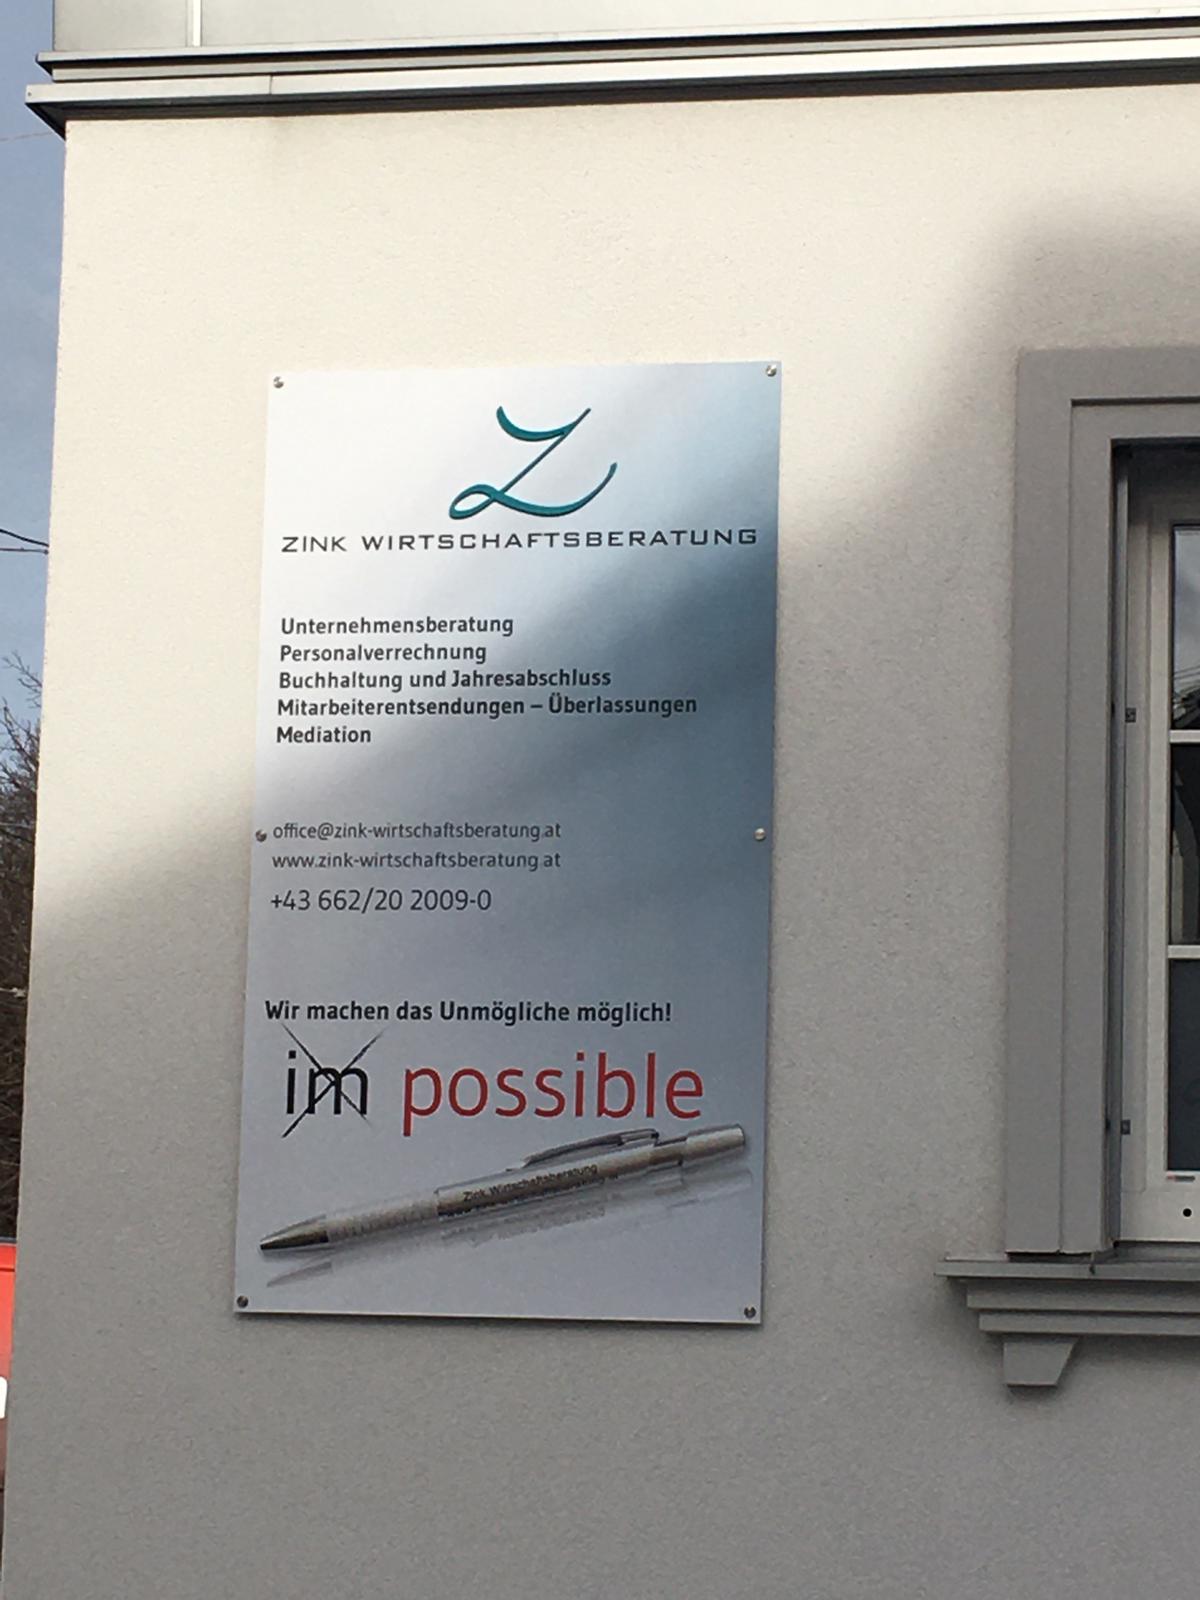 Z
ZINK WIRTSCHAFTSBERATUNG
Unternehmensberatung
Personalverrechnung
Buchhaltung und Jahresabschluss
Mitarbeiterentsendungen – Überlassungen
Mediation
office@zink-wirtschaftsberatung.at
www.zink-wirtschaftsberatung.at
+43 662/20 2009-0
Wir machen das Unmögliche möglich!
im possible
Zink Wirtschaftsberatung